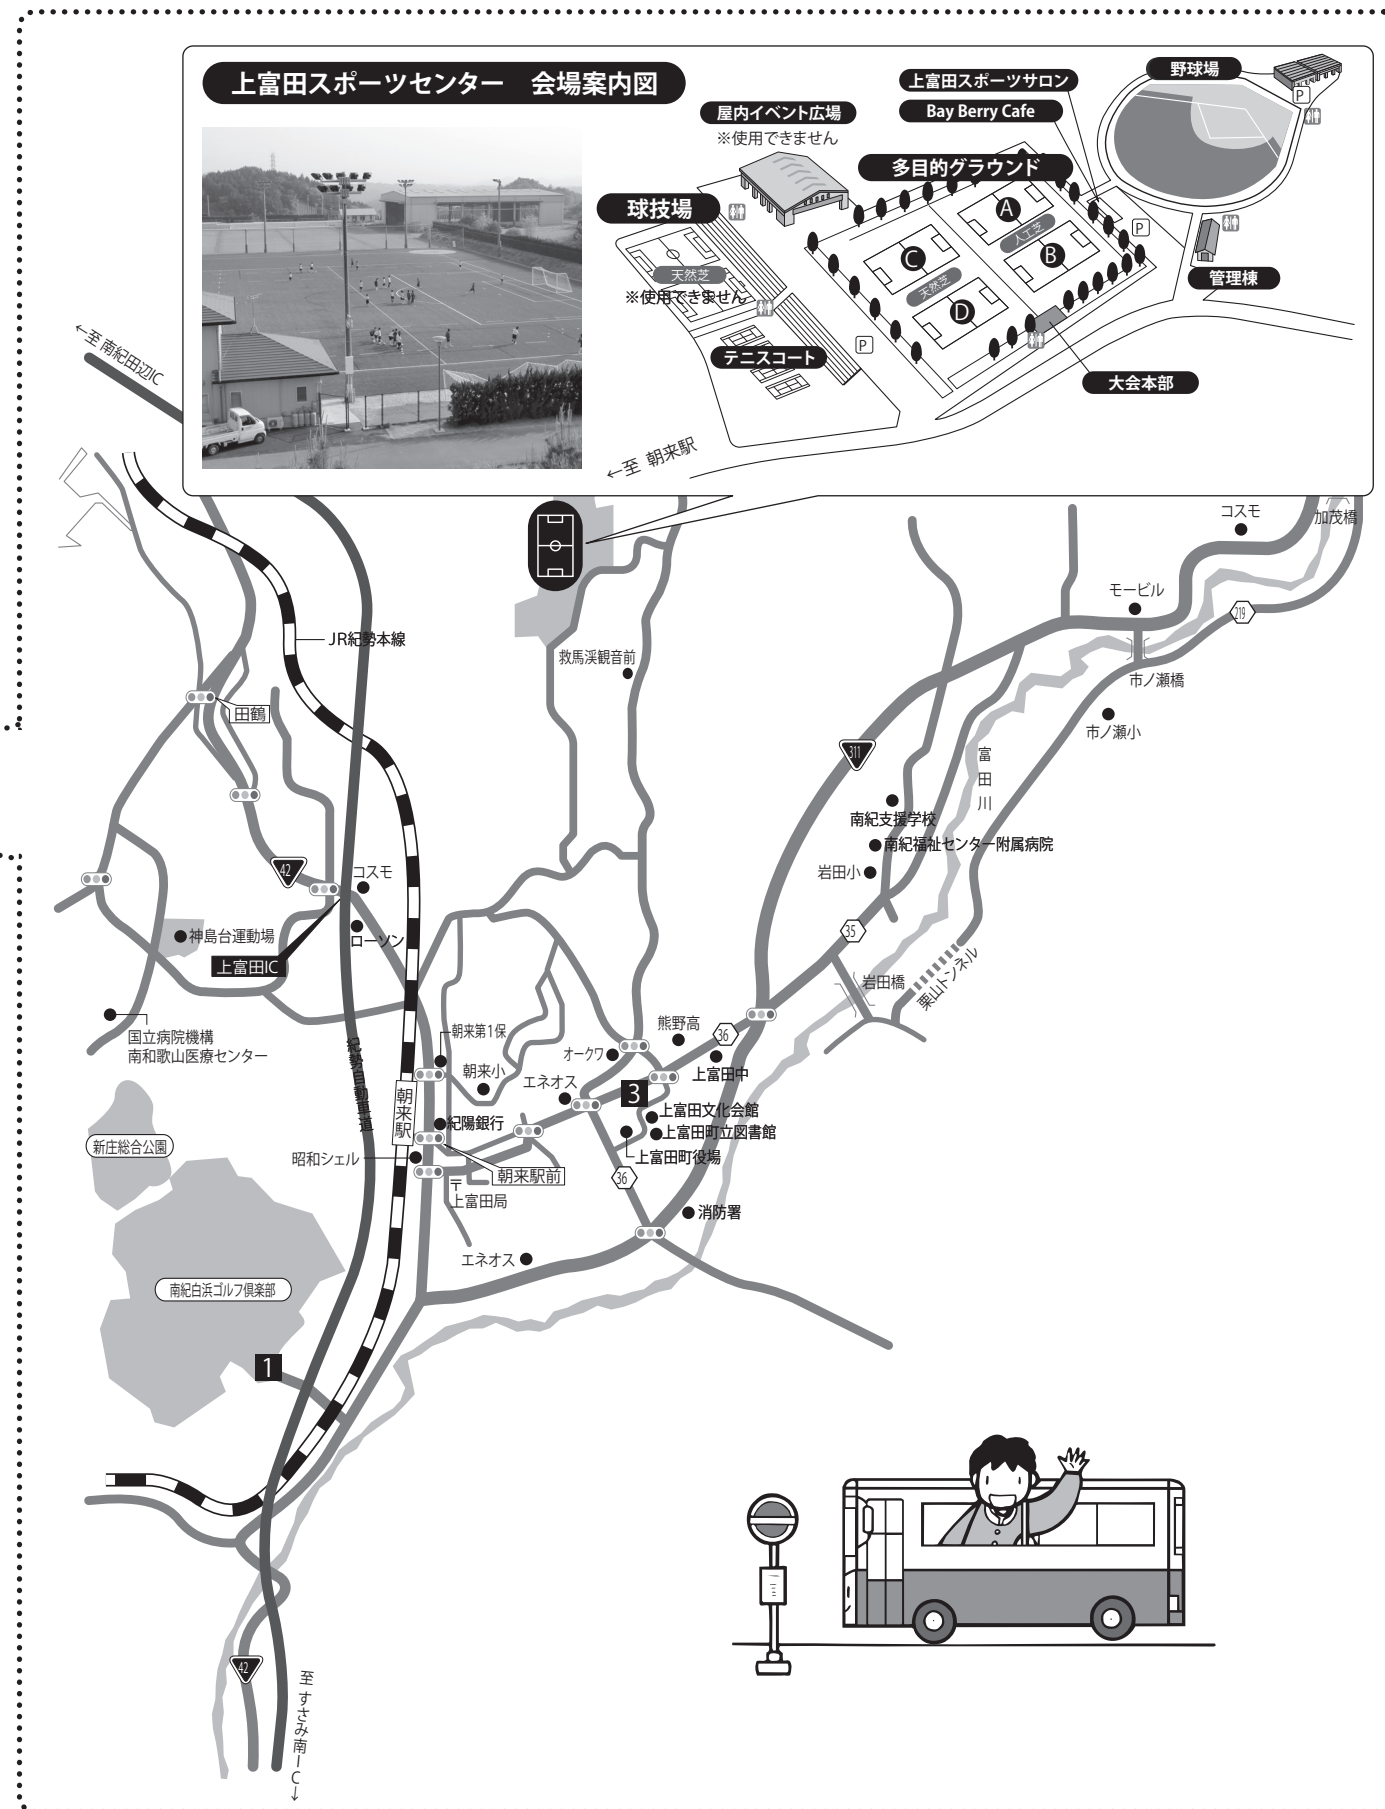 上富田スポーツセンター　会場案内図
野球場
上富田スポーツサロン
Bay Berry Cafe
屋内イベント広場
※使用できません
多目的グラウンド
球技場
天然芝
※使用できません
A
人工芝
B
C
天然芝
D
P
P
P
管理棟
テニスコート
大会本部
←至 朝来駅
←至 南紀田辺IC
コスモ
加茂橋
モービル
219
JR紀勢本線
救馬渓観音前
市ノ瀬橋
田鶴
市ノ瀬小
311
富田川
南紀支援学校
南紀福祉センター附属病院
岩田小
42
コスモ
ローソン
神島台運動場
上富田IC
35
岩田橋
栗山トンネル
国立病院機構
南和歌山医療センター
紀勢自動車道
朝来第1保
朝来小
オークワ
熊野高
36
エネオス
上富田中
3
朝来駅
紀陽銀行
上富田文化会館
上富田町立図書館
上富田町役場
新庄総合公園
昭和シェル
朝来駅前
〒
上富田局
36
消防署
エネオス
南紀白浜ゴルフ倶楽部
1
42
至 すさみ南IC→